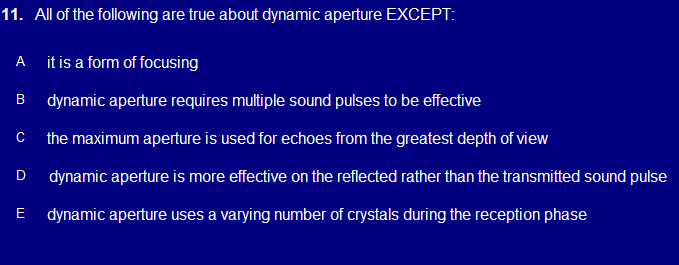 11. All of the following are true about dynamic aperture EXCEPT:
A it is a form of focusing
B dynamic aperture requires multiple sound pulses to be effective
C the maximum aperture is used for echoes from the greatest depth of view
D dynamic aperture is more effective on the reflected rather than the transmitted sound pulse
E dynamic aperture uses a varying number of crystals during the reception phase